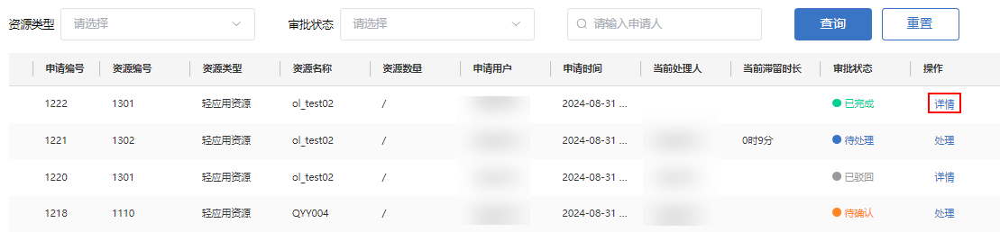 资源类型 请选择 审批状态 请选择 请输入申请人 查询 重置
申请编号 资源编号 资源类型 资源名称 资源数量 申请用户 申请时间 当前处理人 当前滞留时长 审批状态 操作
1222 1301 轻应用资源 ol_test02 / 2024-08-31 ... 已完成 详情
1221 1302 轻应用资源 ol_test02 / 2024-08-31 ... 0时9分 待处理 处理
1220 1301 轻应用资源 ol_test02 / 2024-08-31 ... 已驳回 详情
1218 1110 轻应用资源 QYY004 / 2024-08-31 ... 待确认 处理